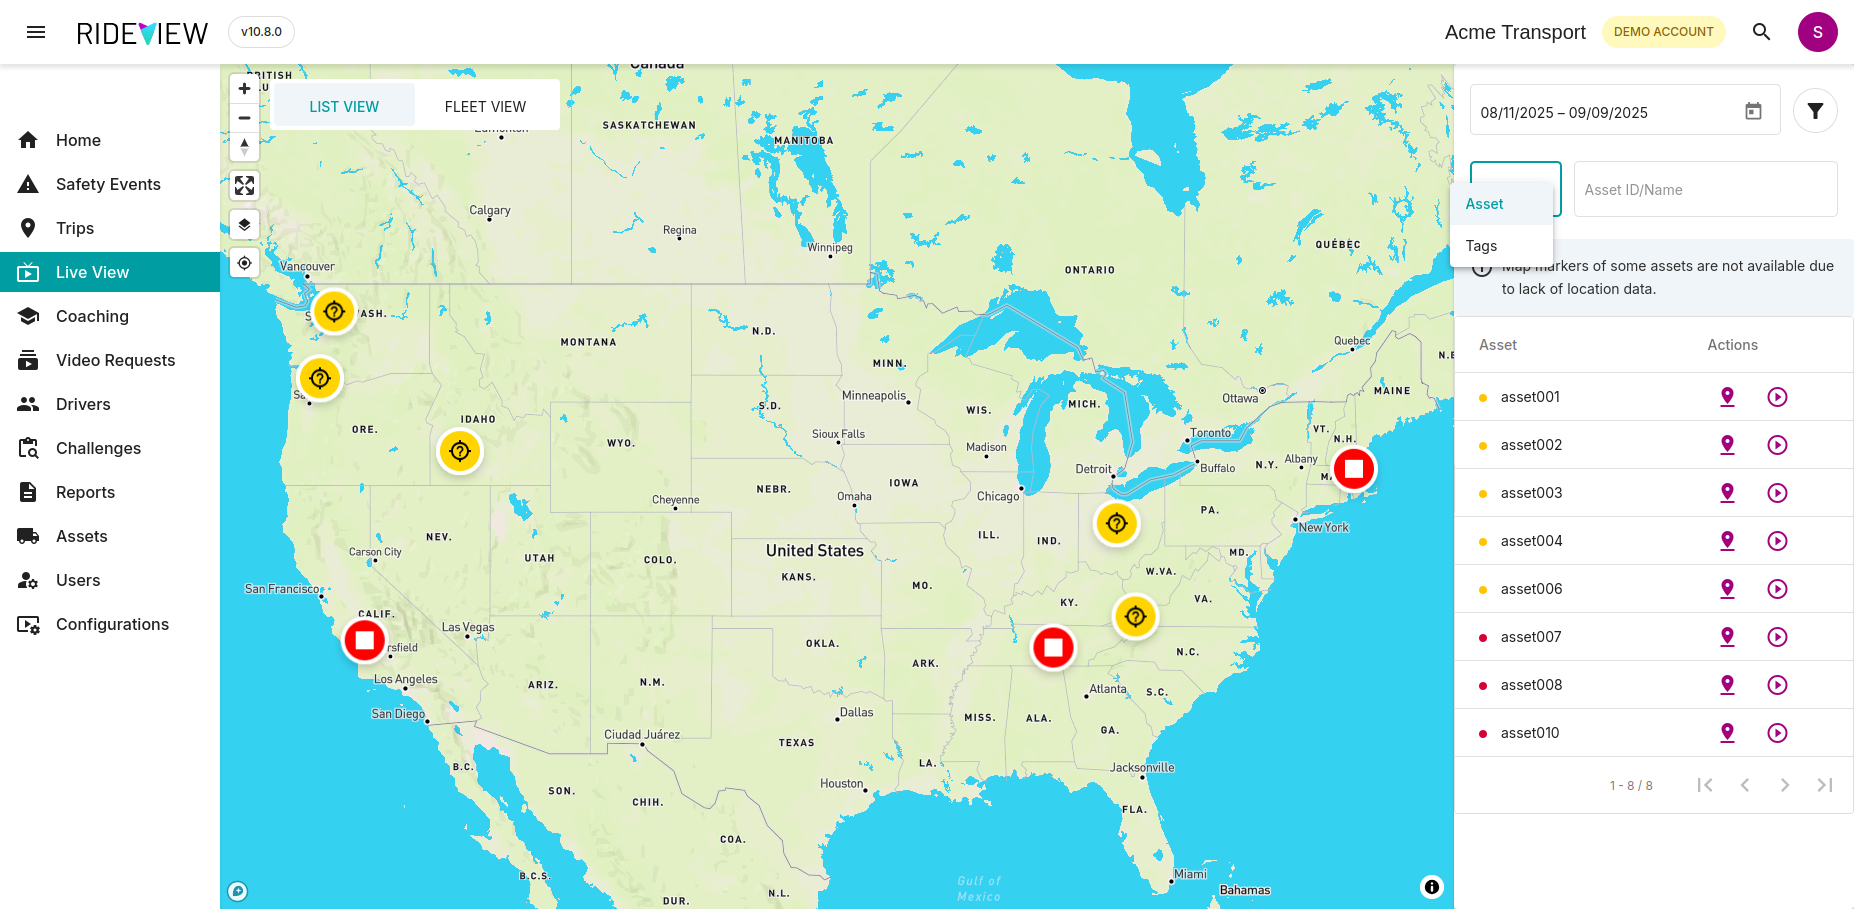 RIDEVIEW
v10.8.0
Acme Transport
DEMO ACCOUNT
S
Home
Safety Events
Trips
Live View
Coaching
Video Requests
Drivers
Challenges
Reports
Assets
Users
Configurations
LIST VIEW
FLEET VIEW
Canada
BRITISH
Edmonton
SASKATCHEWAN
MANITOBA
Calgary
Regina
Winnipeg
ONTARIO
QUÉBEC
Vancouver
WASH.
MONTANA
N.D.
MINN.
Quebec
N.B.
MAINE
Ottawa
Minneapolis
S.D.
WIS.
MICH.
ORE.
IDAHO
WYO.
Sioux Falls
Madison
Toronto
VT.
N.H.
Detroit
Buffalo
N.Y.
Albany
MA
NEBR.
IOWA
Omaha
Chicago
Cheyenne
PA.
New York
NEV.
UTAH
COLO.
United States
KANS.
ILL.
IND.
MD.
Carson City
San Francisco
MO.
W.VA.
KY.
VA.
CALIF.
Las Vegas
rsfield
OKLA.
ARK.
N.C.
Los Angeles
ARIZ.
N.M.
Atlanta
S.C.
San Diego
Dallas
MISS.
ALA.
GA.
Ciudad Juárez
TEXAS
B.C.
LA.
Jacksonville
SON.
CHIH.
Houston
FLA.
COA.
B.C.S.
Gulf of
Mexico
Miami
Bahamas
DUR.
N.L.
08/11/2025 – 09/09/2025
Asset
Tags
Asset ID/Name
Map markers of some assets are not available due
to lack of location data.
Asset
Actions
asset001
asset002
asset003
asset004
asset006
asset007
asset008
asset010
1 - 8 / 8